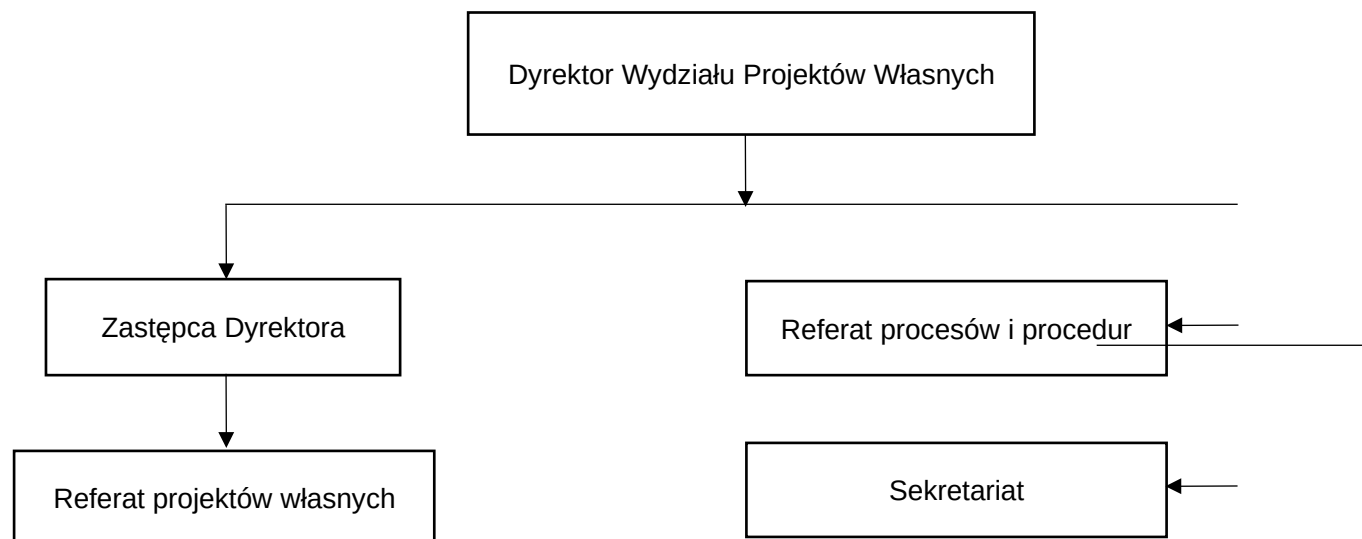 Dyrektor Wydziału Projektów Własnych
Zastępca Dyrektora
Referat procesów i procedur
Referat projektów własnych
Sekretariat